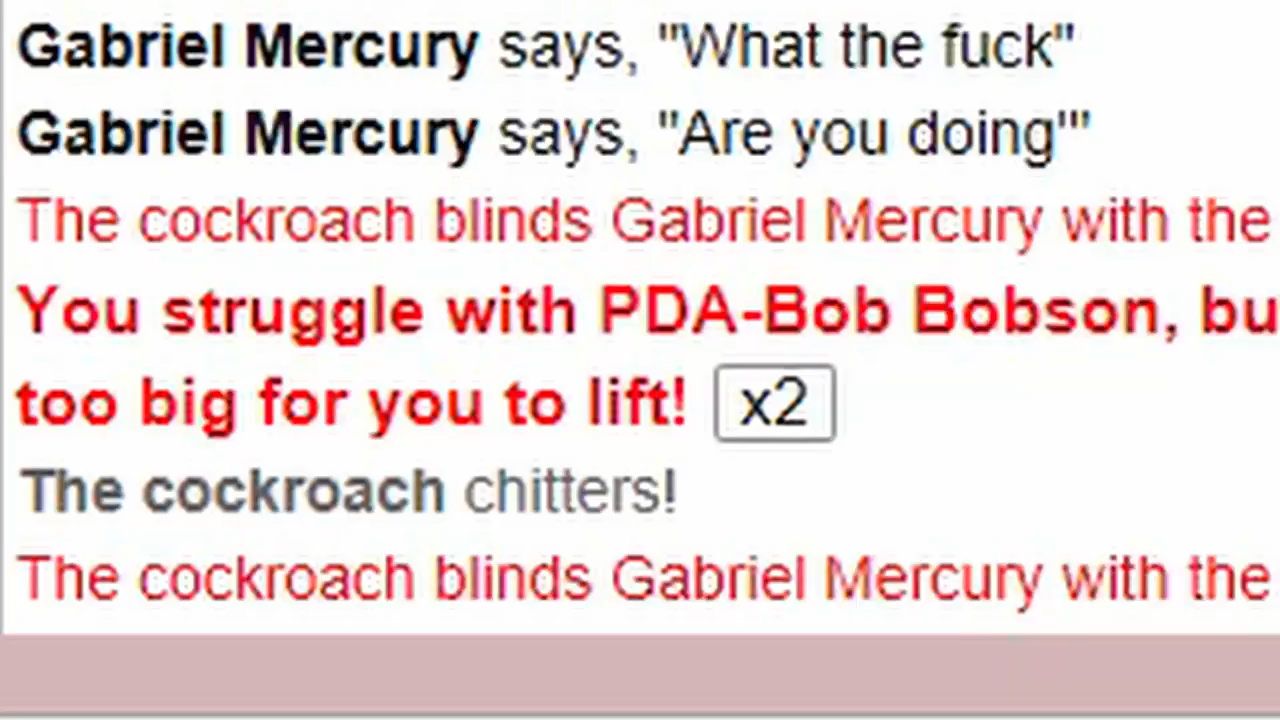 Gabriel Mercury says, "What the fuck"
Gabriel Mercury says, "Are you doing'"
The cockroach blinds Gabriel Mercury with the
You struggle with PDA-Bob Bobson, bu
too big for you to lift! x2
The cockroach chitters!
The cockroach blinds Gabriel Mercury with the